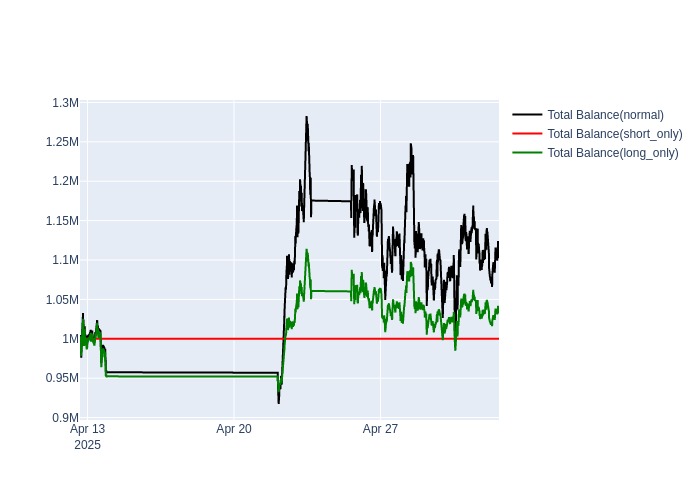 1.3M
1.25M
1.2M
1.15M
1.1M
1.05M
1M
0.95M
0.9M
Apr 13
2025
Apr 20
Apr 27
Total Balance(normal)
Total Balance(short_only)
Total Balance(long_only)